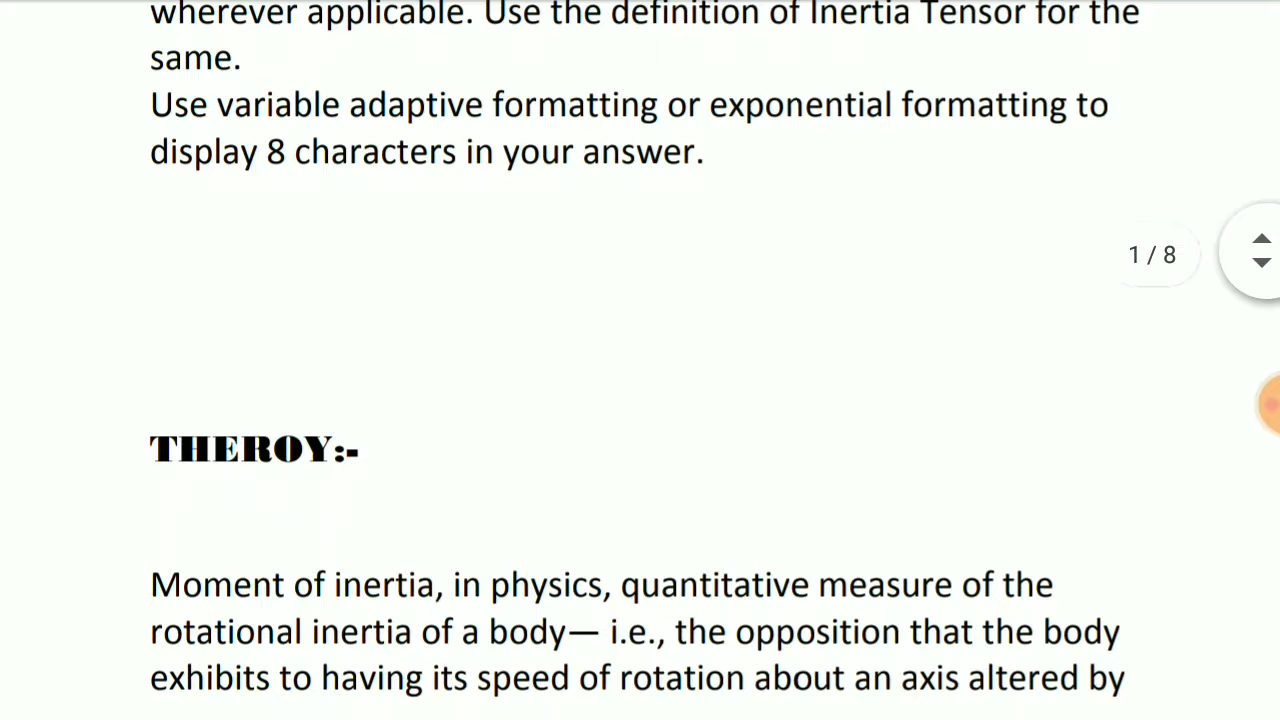 wherever applicable. Use the definition of Inertia Tensor for the
same.
Use variable adaptive formatting or exponential formatting to
display 8 characters in your answer.
1 / 8
THEROY:-
Moment of inertia, in physics, quantitative measure of the
rotational inertia of a body— i.e., the opposition that the body
exhibits to having its speed of rotation about an axis altered by